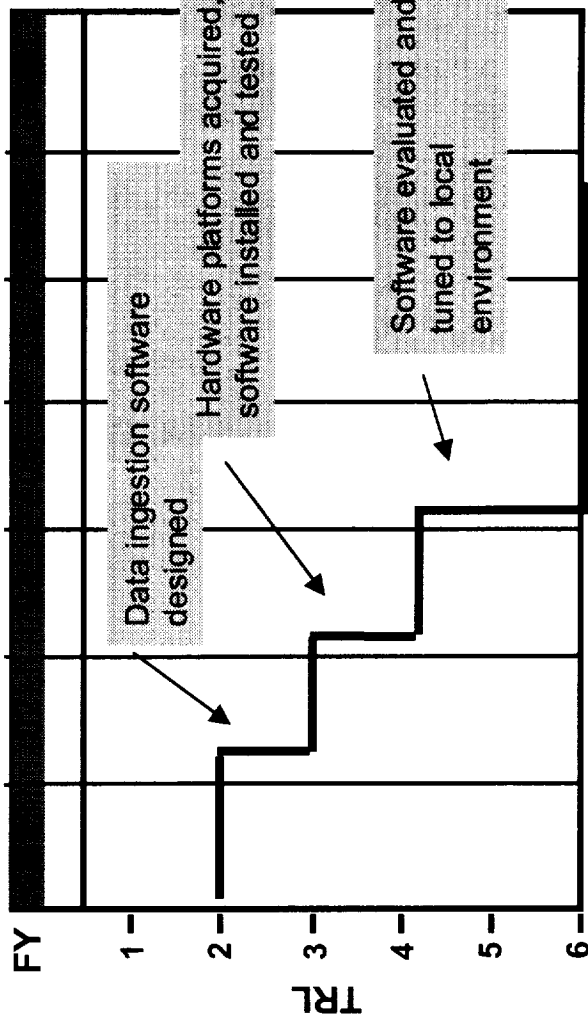 FY
1
2
3
4
5
6
TRL
Data ingestion software
designed
Hardware platforms acquired,
software installed and tested
Software evaluated and
tuned to local
environment